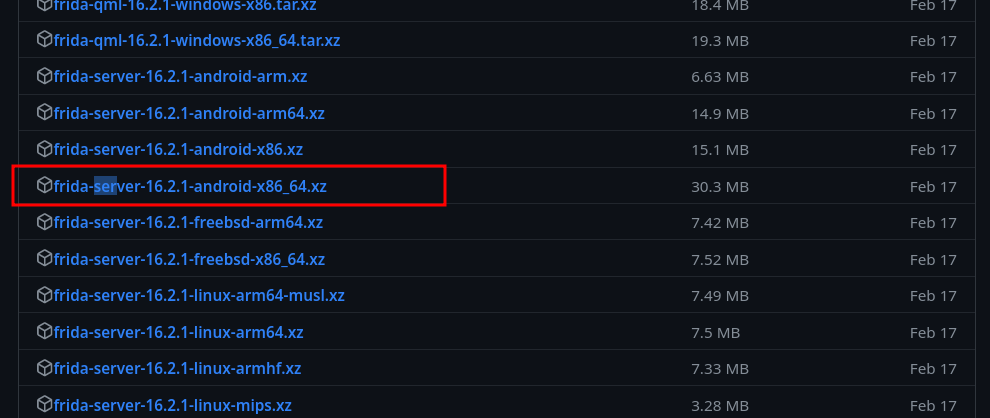 frida-qml-16.2.1-windows-x86.tar.xz 18.4 MB Feb 17
frida-qml-16.2.1-windows-x86_64.tar.xz 19.3 MB Feb 17
frida-server-16.2.1-android-arm.xz 6.63 MB Feb 17
frida-server-16.2.1-android-arm64.xz 14.9 MB Feb 17
frida-server-16.2.1-android-x86.xz 15.1 MB Feb 17
frida-server-16.2.1-android-x86_64.xz 30.3 MB Feb 17
frida-server-16.2.1-freebsd-arm64.xz 7.42 MB Feb 17
frida-server-16.2.1-freebsd-x86_64.xz 7.52 MB Feb 17
frida-server-16.2.1-linux-arm64-musl.xz 7.49 MB Feb 17
frida-server-16.2.1-linux-arm64.xz 7.5 MB Feb 17
frida-server-16.2.1-linux-armhf.xz 7.33 MB Feb 17
frida-server-16.2.1-linux-mips.xz 3.28 MB Feb 17